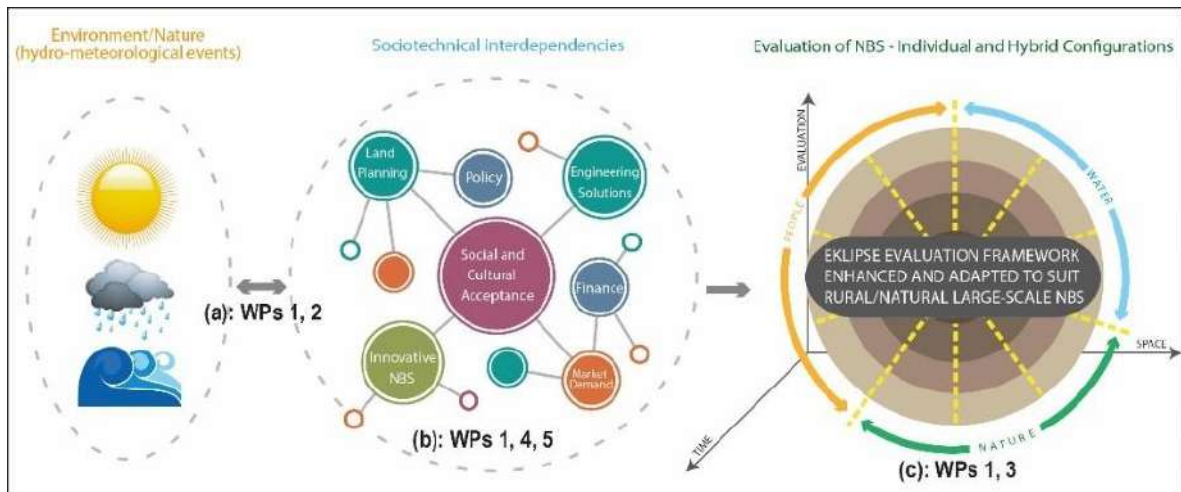 Environment/Nature
(hydro-meteorological events)
(a): WPs 1, 2
Sociotechnical interdependencies
Land
Planning
Policy
Engineering
Solutions
Social and
Cultural
Acceptance
Finance
Innovative
NBS
Market
Demand
(b): WPs 1, 4, 5
Evaluation of NBS - Individual and Hybrid Configurations
EVALUATION
PEOPLE
WATER
EKLIPSE EVALUATION FRAMEWORK
ENHANCED AND ADAPTED TO SUIT
RURAL/NATURAL LARGE-SCALE NBS
SPACE
TIME
NATURE
(c): WPs 1, 3